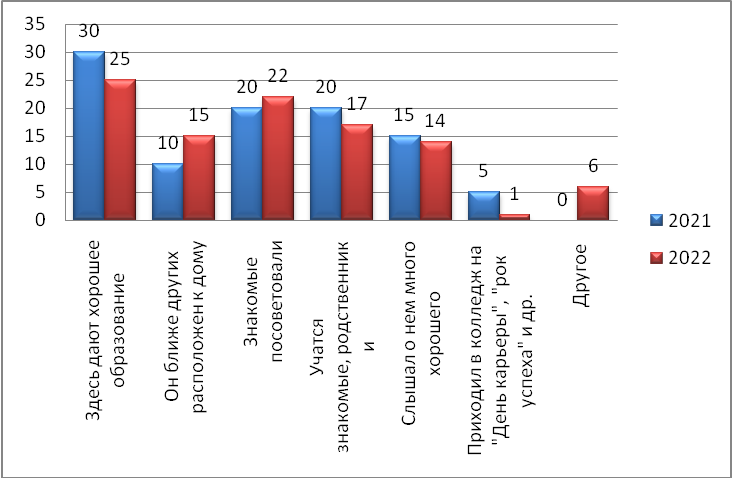 35
30
25
20
15
10
5
0
30
25
10
15
20
22
20
17
15
14
5
1
0
6
Здесь дают хорошее
образование
Он ближе других
расположен к дому
Знакомые
посоветовали
Учатся
знакомые, родственник
и
Слышал о нем много
хорошего
Приходил в колледж на
"День карьеры", "рок
успеха" и др.
Другое
2021
2022